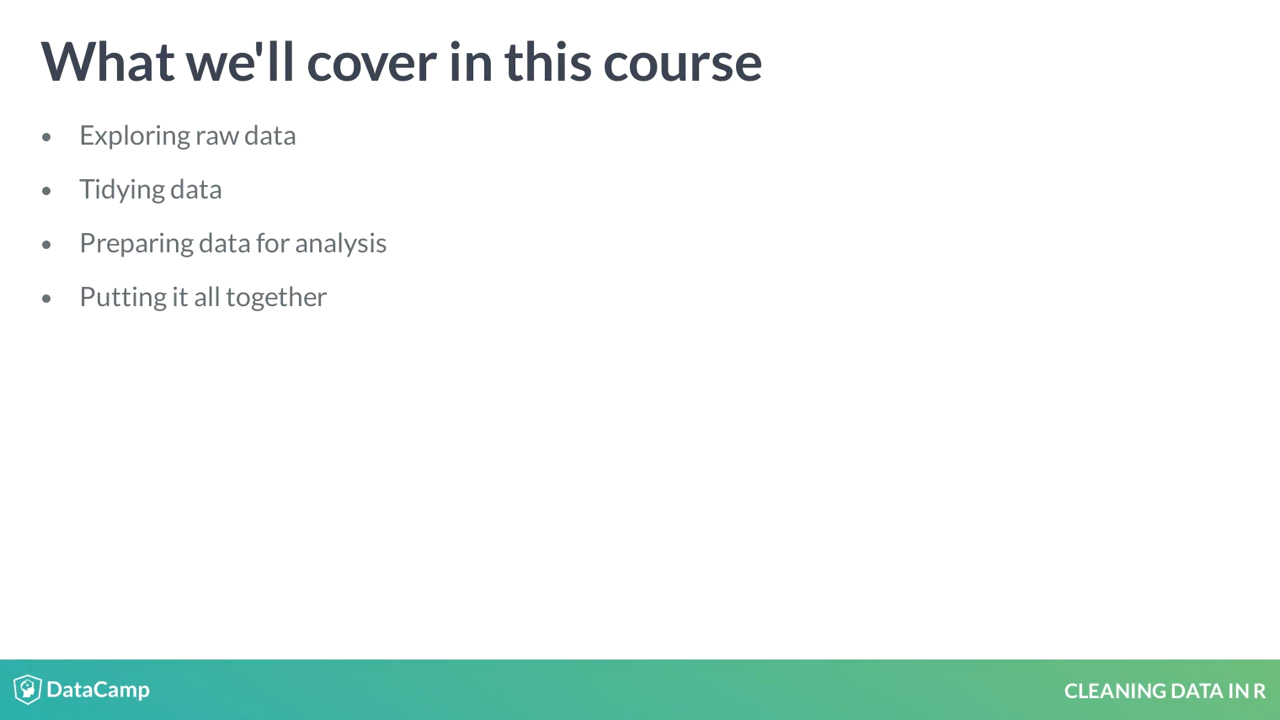 What we'll cover in this course
• Exploring raw data
• Tidying data
• Preparing data for analysis
• Putting it all together
DataCamp
CLEANING DATA IN R